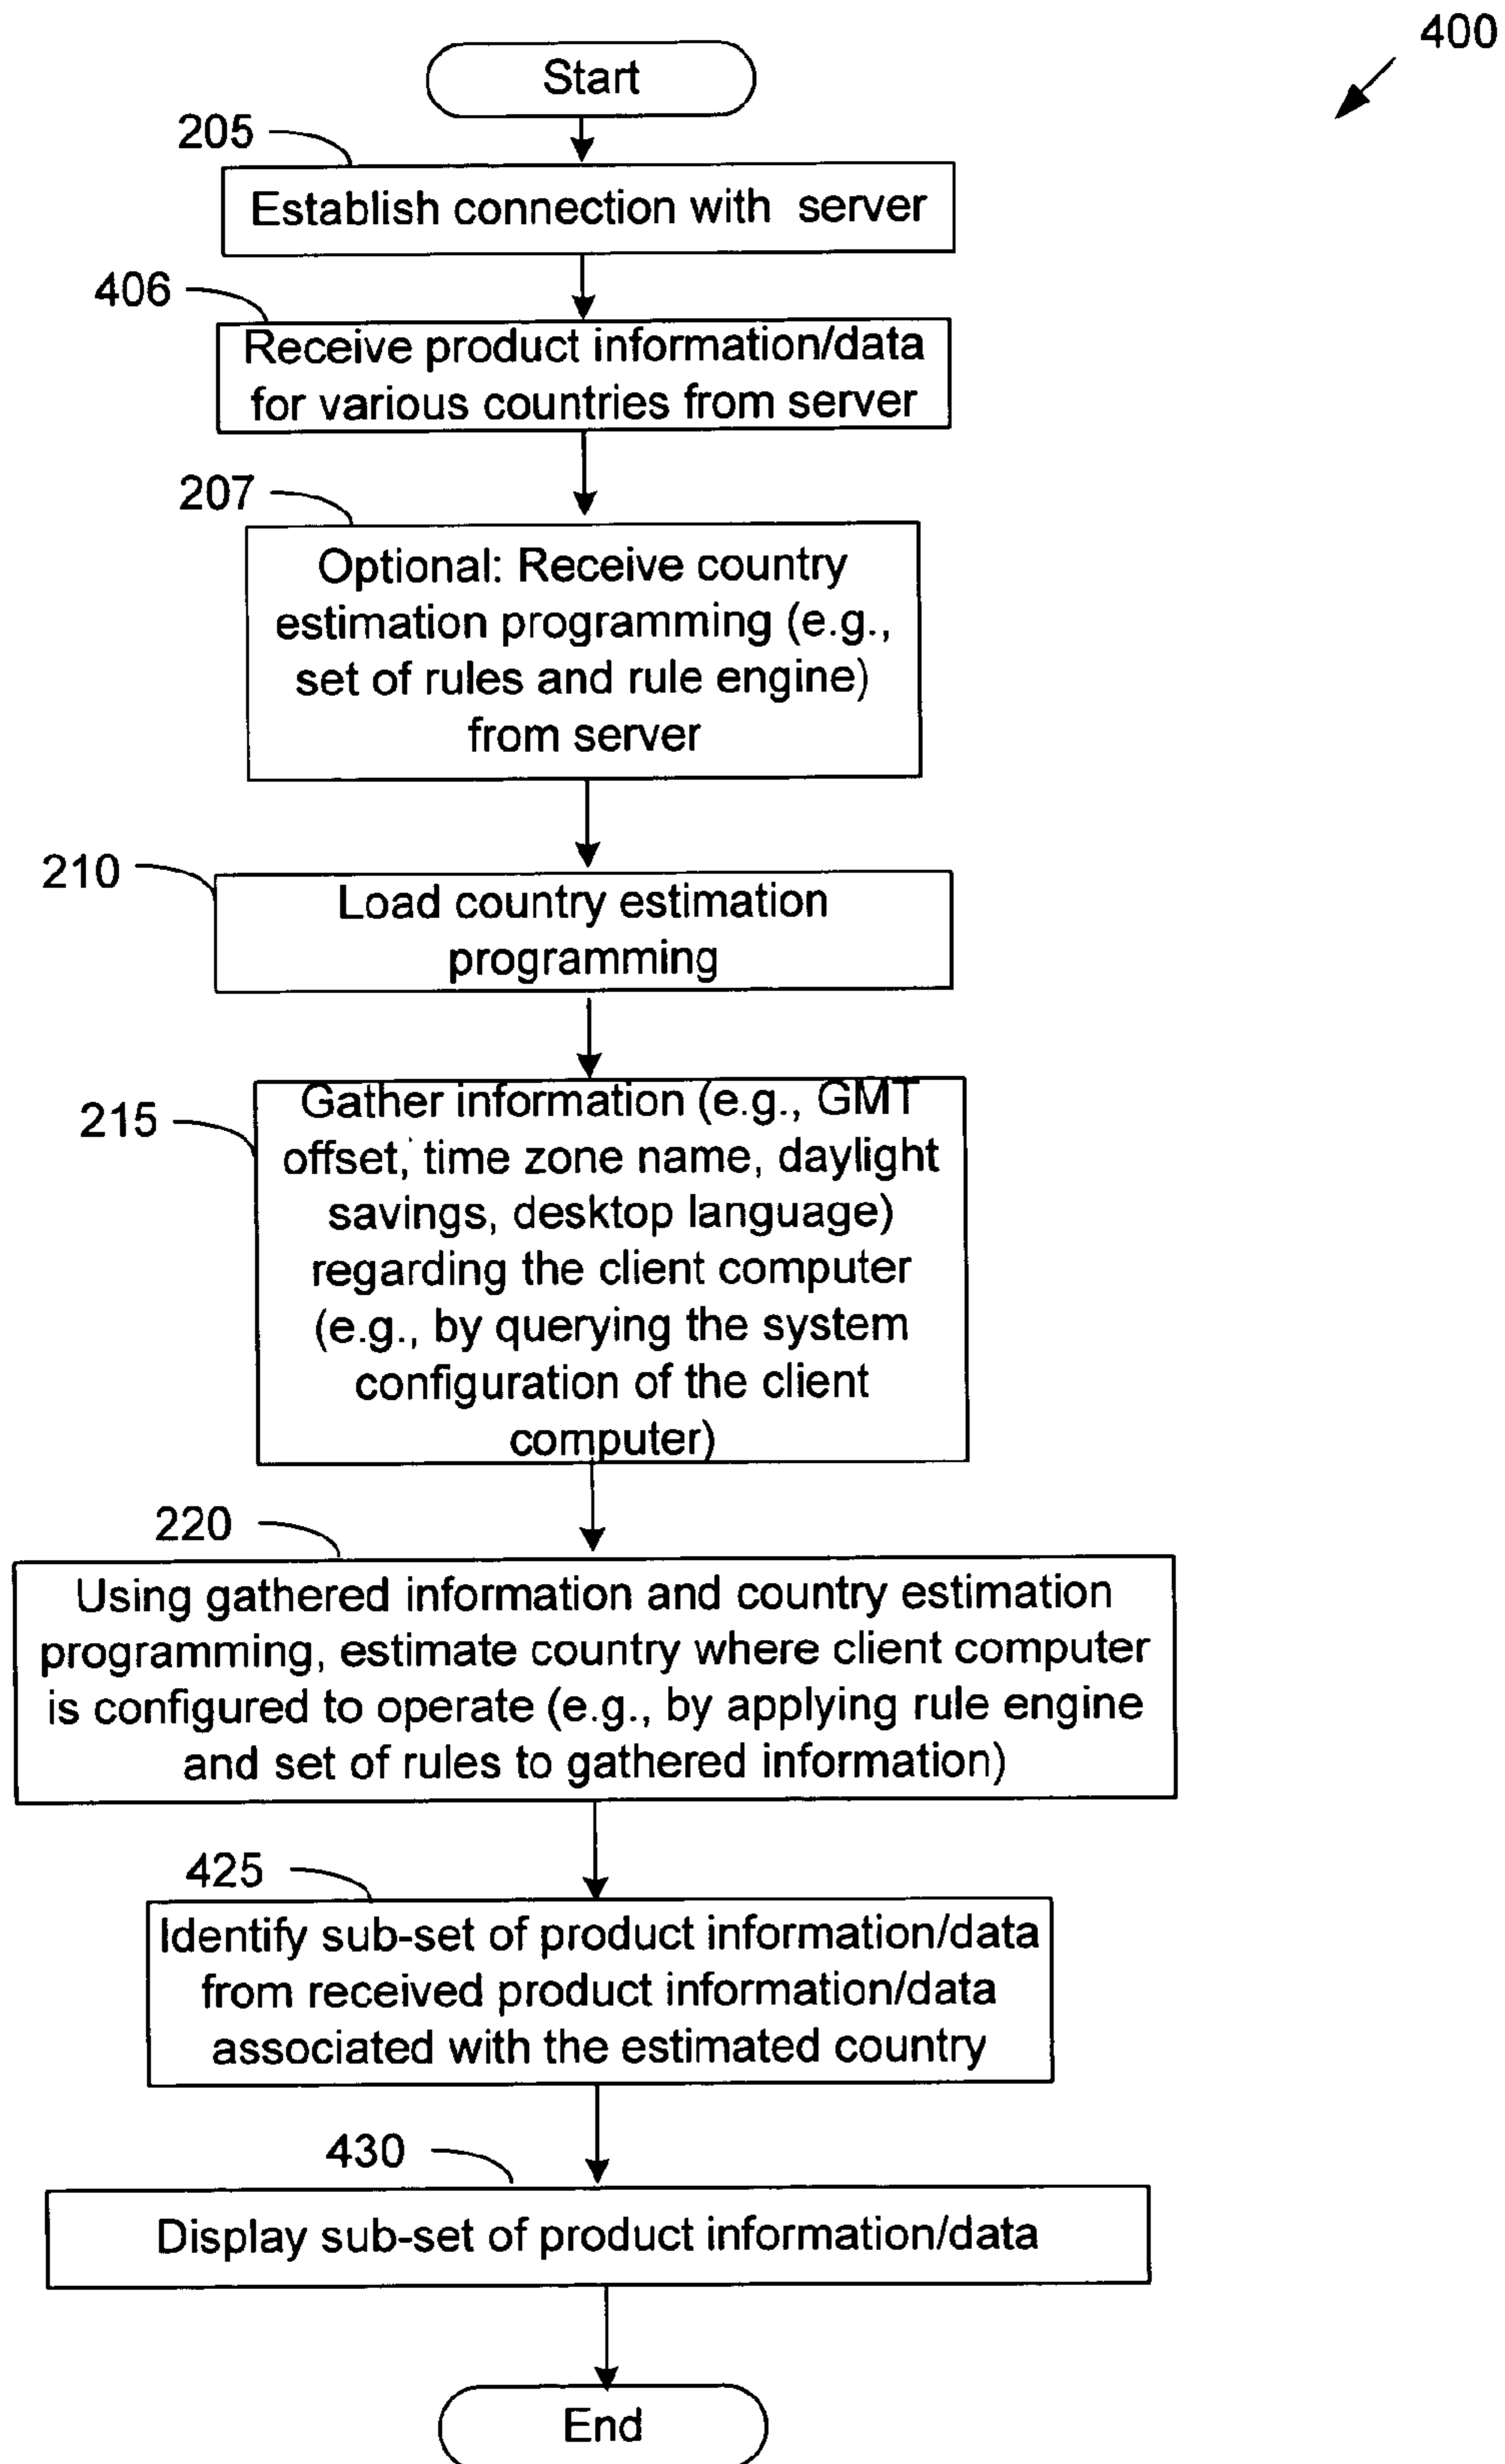 400
Start
205
Establish connection with server
406
Receive product information/data
for various countries from server
207
Optional: Receive country
estimation programming (e.g.,
set of rules and rule engine)
from server
210
Load country estimation
programming
215
Gather information (e.g., GMT
offset, time zone name, daylight
savings, desktop language)
regarding the client computer
(e.g., by querying the system
configuration of the client
computer)
220
Using gathered information and country estimation
programming, estimate country where client computer
is configured to operate (e.g., by applying rule engine
and set of rules to gathered information)
425
Identify sub-set of product information/data
from received product information/data
associated with the estimated country
430
Display sub-set of product information/data
End